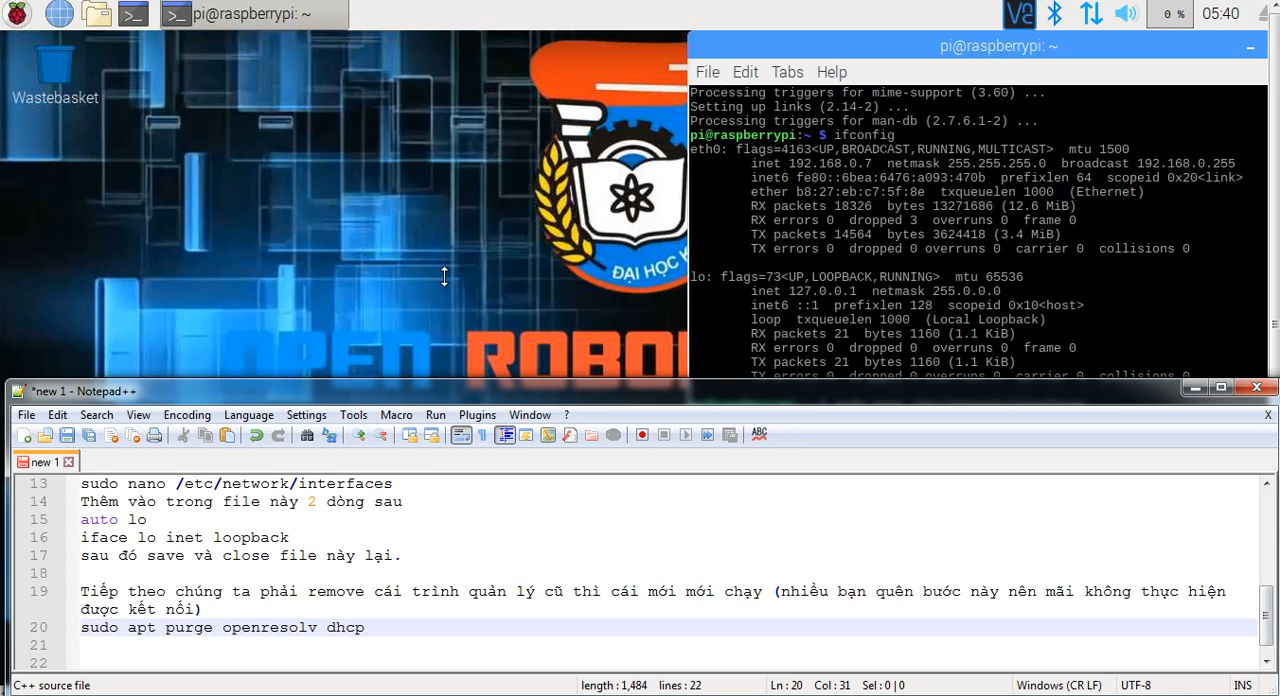 pi@raspberrypi: ~
0 %
05:40
Wastebasket
ĐẠI HỌC
OPEN ROBO
pi@raspberrypi: ~
File Edit Tabs Help
Processing triggers for mime-support (3.60) ...
Setting up links (2.14-2) ...
Processing triggers for man-db (2.7.6.1-2) ...
pi@raspberrypi:~ $ ifconfig
eth0: flags=4163<UP,BROADCAST,RUNNING,MULTICAST>  mtu 1500
inet 192.168.0.7  netmask 255.255.255.0  broadcast 192.168.0.255
inet6 fe80::6bea:6476:a093:470b  prefixlen 64  scopeid 0x20<link>
ether b8:27:eb:c7:5f:8e  txqueuelen 1000  (Ethernet)
RX packets 18326  bytes 13271686 (12.6 MiB)
RX errors 0  dropped 3  overruns 0  frame 0
TX packets 14564  bytes 3624418 (3.4 MiB)
TX errors 0  dropped 0 overruns 0  carrier 0  collisions 0
lo: flags=73<UP,LOOPBACK,RUNNING>  mtu 65536
inet 127.0.0.1  netmask 255.0.0.0
inet6 ::1  prefixlen 128  scopeid 0x10<host>
loop  txqueuelen 1000  (Local Loopback)
RX packets 21  bytes 1160 (1.1 KiB)
RX errors 0  dropped 0  overruns 0  frame 0
TX packets 21  bytes 1160 (1.1 KiB)
TX errors 0  dropped 0 overruns 0  carrier 0  collisions 0
*new 1 - Notepad++
File Edit Search View Encoding Language Settings Tools Macro Run Plugins Window ? X
ABC
new 1
13 sudo nano /etc/network/interfaces
14 Thêm vào trong file này 2 dòng sau
15 auto lo
16 iface lo inet loopback
17 sau đó save và close file này lại.
18
19 Tiếp theo chúng ta phải remove cái trình quản lý cũ thì cái mới mới chạy (nhiều bạn quên bước này nên mãi không thực hiện
được kết nối)
20 sudo apt purge openresolv dhcp
21
22
C++ source file length : 1,484 lines : 22 Ln : 20 Col : 31 Sel : 0 | 0 Windows (CR LF) UTF-8 INS